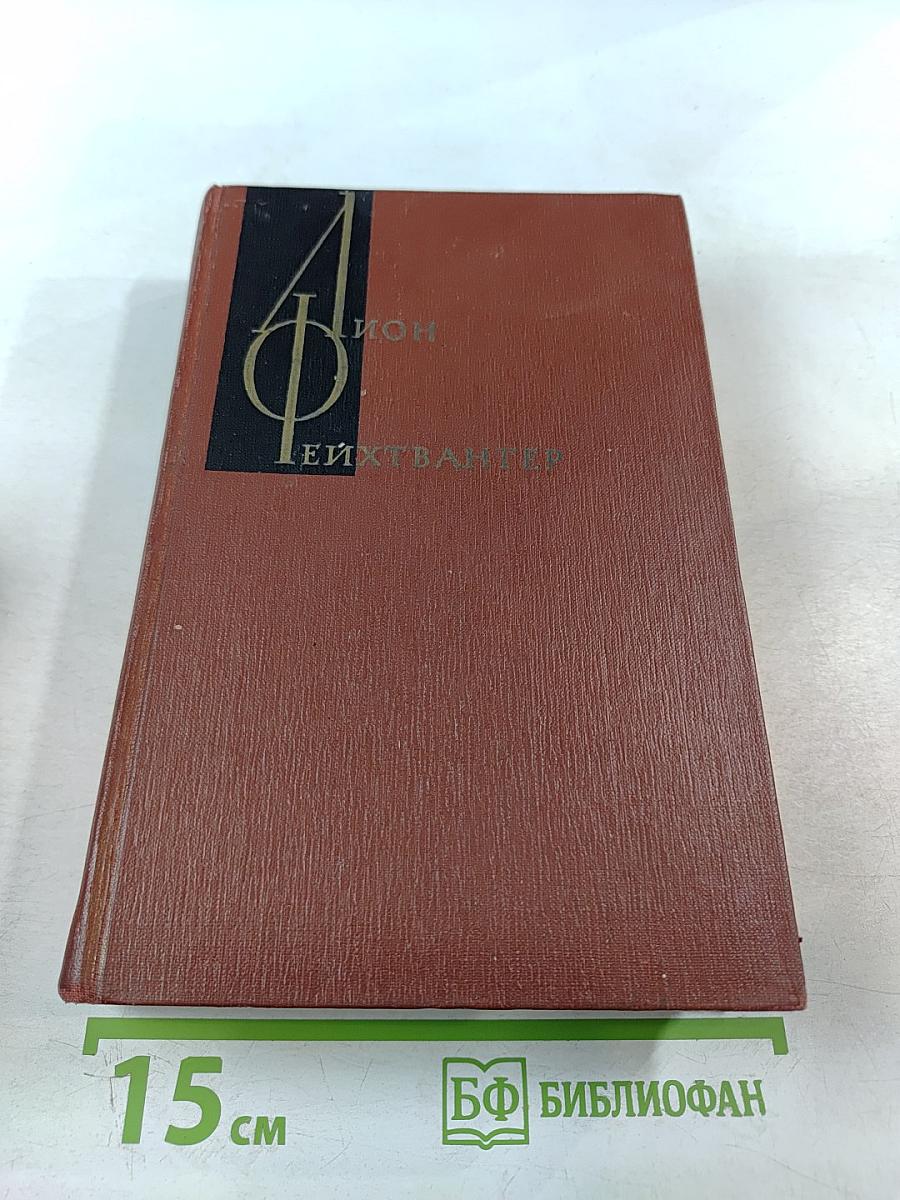 Лион
Фейхтвангер
15 см
БФ БИБЛИОФАН